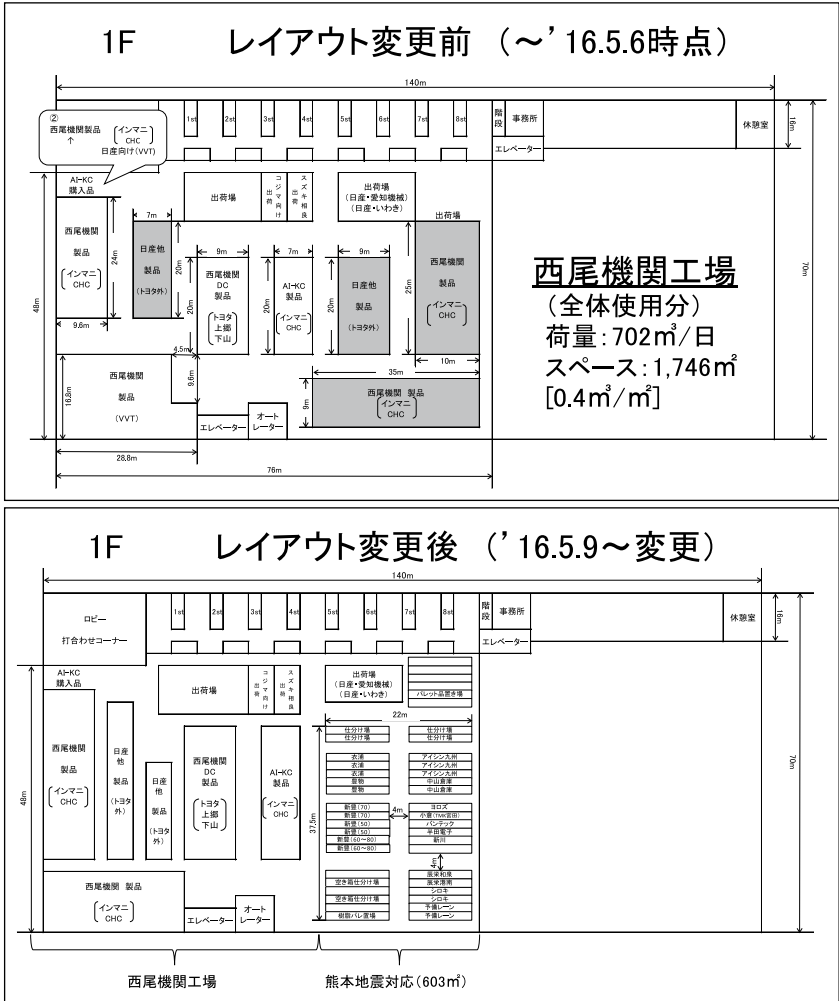 1F　レイアウト変更前（～’16.5.6時点）
140m
1st
2st
3st
4st
5st
6st
7st
8st
階段
事務所
エレベーター
休憩室
16m
②
西尾機関製品
↑
インマニ
CHC
日産向け(VVT)
AI-KC
購入品
出荷場
コジマ向け
出荷
スズキ相良
出荷
出荷場
(日産・愛知機械)
(日産・いわき)
出荷場
48m
70m
西尾機関
製品
インマニ
CHC
24m
9.6m
7m
日産他
製品
(トヨタ外)
20m
9m
西尾機関
DC
製品
トヨタ
上郷
下山
20m
7m
AI-KC
製品
インマニ
CHC
20m
9m
日産他
製品
(トヨタ外)
20m
西尾機関
製品
インマニ
CHC
25m
10m
西尾機関工場
(全体使用分)
荷量：702㎥/日
スペース：1,746㎡
[0.4㎥/㎡]
4.5m
9.6m
西尾機関
製品
(VVT)
16.8m
35m
9m
西尾機関 製品
インマニ
CHC
エレベーター
オート
レーター
28.8m
76m
1F　レイアウト変更後（’16.5.9～変更）
140m
ロビー
打合わせコーナー
1st
2st
3st
4st
5st
6st
7st
8st
階段
事務所
エレベーター
休憩室
16m
AI-KC
購入品
出荷場
コジマ向け
出荷
スズキ相良
出荷
出荷場
(日産・愛知機械)
(日産・いわき)
パレット品置き場
48m
70m
西尾機関
製品
インマニ
CHC
日産他
製品
(トヨタ外)
日産他
製品
(トヨタ外)
西尾機関
DC
製品
トヨタ
上郷
下山
AI-KC
製品
インマニ
CHC
22m
37.5m
仕分け場
仕分け場
衣浦
衣浦
衣浦
豊物
豊物
新豊(70)
新豊(70)
新豊(50)
新豊(50)
新豊(60～80)
新豊(60～80)
空き箱仕分け場
空き箱仕分け場
樹脂パレ置場
4m
仕分け場
仕分け場
アイシン九州
アイシン九州
アイシン九州
中山倉庫
中山倉庫
ヨロズ
小倉(TMK宮田)
パンテック
半田電子
新川
4m
辰栄和泉
辰栄港南
シロキ
シロキ
予備レーン
予備レーン
西尾機関 製品
インマニ
CHC
エレベーター
オート
レーター
西尾機関工場
熊本地震対応(603㎡)